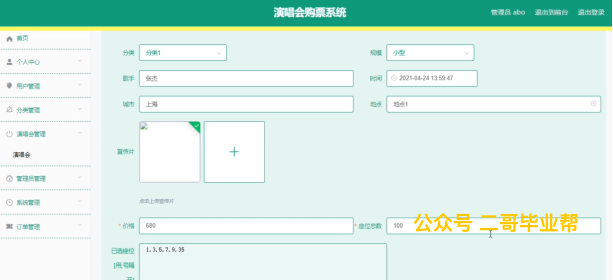 演唱会购票系统
管理员 abo 退出到前台 退出登录
首页
个人中心
用户管理
分类管理
演唱会管理
演唱会
管理员管理
系统管理
订单管理
分类 分类1 规模 小型
歌手 张杰 时间 2021-04-24 13:59:47
城市 上海 地点 地点1
宣传片
点击上传宣传片
* 价格 680 * 座位总数 100
公众号 二哥毕业帮
已选座位 1,3,5,7,9,35
[用,号隔
开]